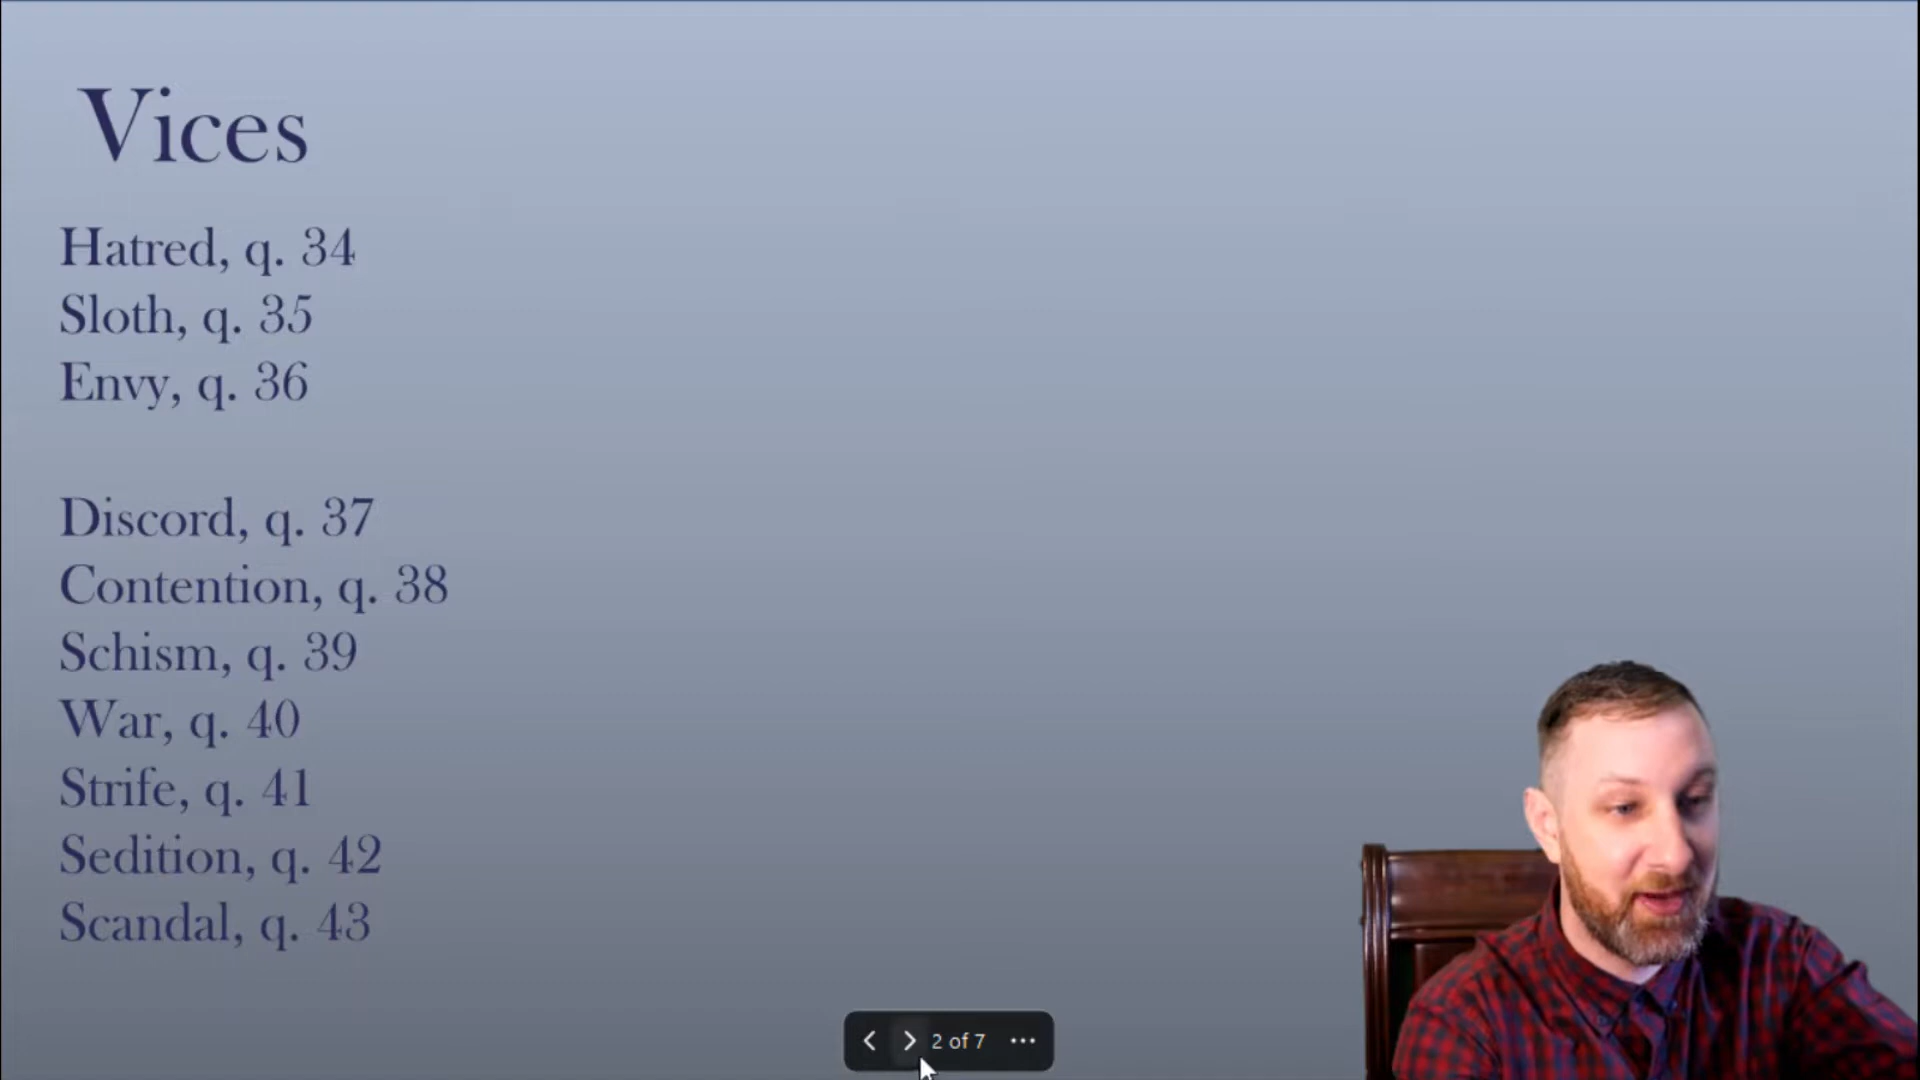 Vices
Hatred, q. 34
Sloth, q. 35
Envy, q. 36
Discord, q. 37
Contention, q. 38
Schism, q. 39
War, q. 40
Strife, q. 41
Sedition, q. 42
Scandal, q. 43
2 of 7